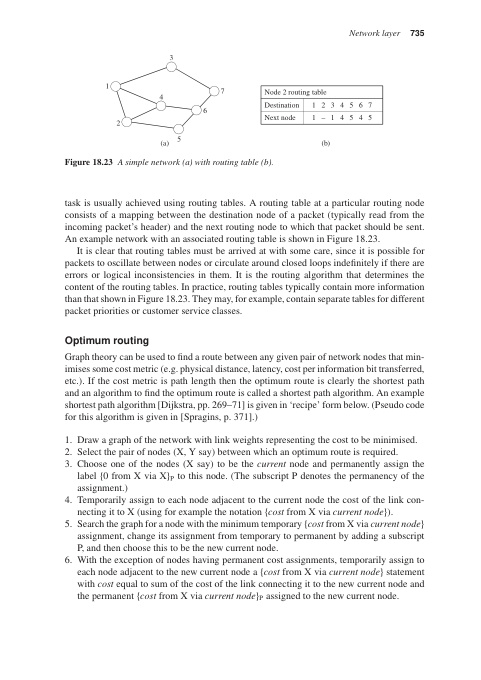 Network layer 735
3
1
7
4
6
2
5
(a)
Node 2 routing table
Destination 1 2 3 4 5 6 7
Next node 1 – 1 4 5 4 5
(b)
Figure 18.23 A simple network (a) with routing table (b).
task is usually achieved using routing tables. A routing table at a particular routing node
consists of a mapping between the destination node of a packet (typically read from the
incoming packet's header) and the next routing node to which that packet should be sent.
An example network with an associated routing table is shown in Figure 18.23.
It is clear that routing tables must be arrived at with some care, since it is possible for
packets to oscillate between nodes or circulate around closed loops indefinitely if there are
errors or logical inconsistencies in them. It is the routing algorithm that determines the
content of the routing tables. In practice, routing tables typically contain more information
than that shown in Figure 18.23. They may, for example, contain separate tables for different
packet priorities or customer service classes.
Optimum routing
Graph theory can be used to find a route between any given pair of network nodes that min-
imises some cost metric (e.g. physical distance, latency, cost per information bit transferred,
etc.). If the cost metric is path length then the optimum route is clearly the shortest path
and an algorithm to find the optimum route is called a shortest path algorithm. An example
shortest path algorithm [Dijkstra, pp. 269–71] is given in 'recipe' form below. (Pseudo code
for this algorithm is given in [Spragins, p. 371].)
1. Draw a graph of the network with link weights representing the cost to be minimised.
2. Select the pair of nodes (X, Y say) between which an optimum route is required.
3. Choose one of the nodes (X say) to be the current node and permanently assign the
label {0 from X via X}P to this node. (The subscript P denotes the permanency of the
assignment.)
4. Temporarily assign to each node adjacent to the current node the cost of the link con-
necting it to X (using for example the notation {cost from X via current node}).
5. Search the graph for a node with the minimum temporary {cost from X via current node}
assignment, change its assignment from temporary to permanent by adding a subscript
P, and then choose this to be the new current node.
6. With the exception of nodes having permanent cost assignments, temporarily assign to
each node adjacent to the new current node a {cost from X via current node} statement
with cost equal to sum of the cost of the link connecting it to the new current node and
the permanent {cost from X via current node}P assigned to the new current node.